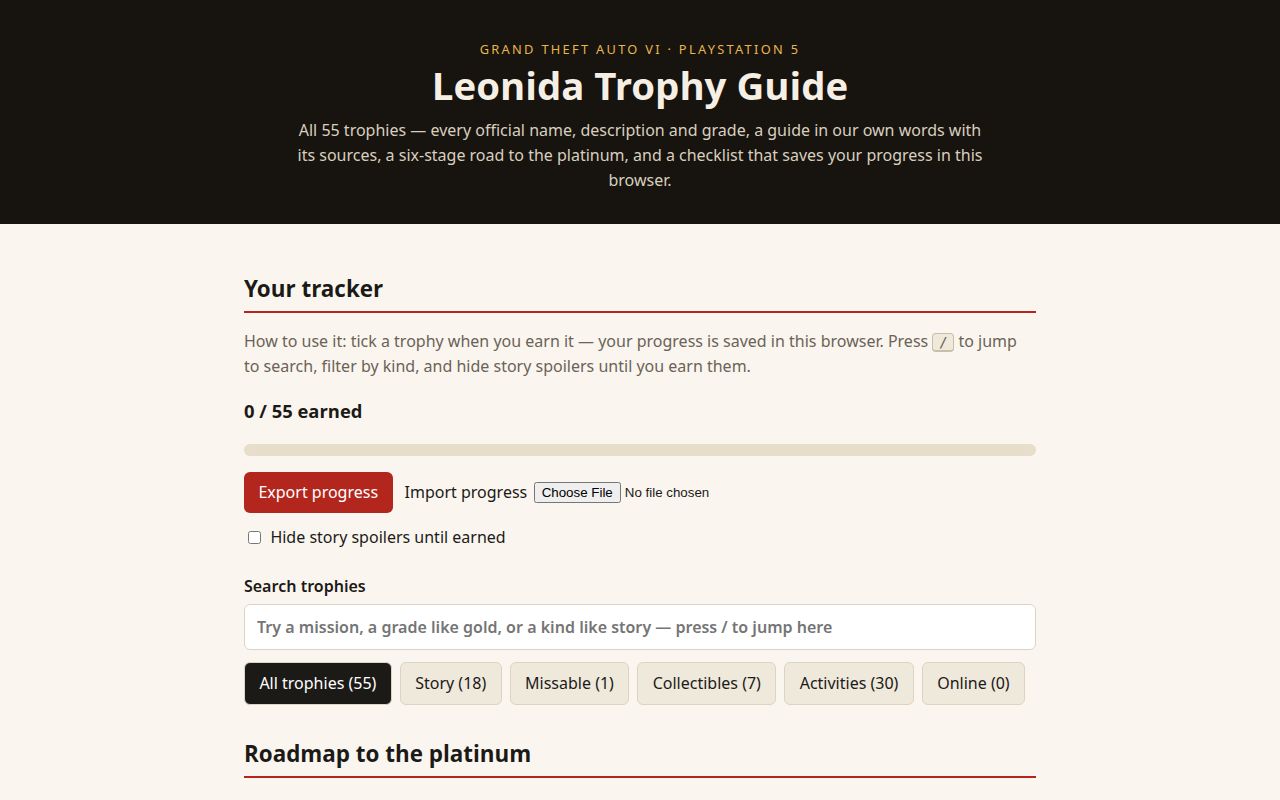 GRAND THEFT AUTO VI · PLAYSTATION 5
Leonida Trophy Guide
All 55 trophies — every official name, description and grade, a guide in our own words with
its sources, a six-stage road to the platinum, and a checklist that saves your progress in this
browser.
Your tracker
How to use it: tick a trophy when you earn it — your progress is saved in this browser. Press / to jump
to search, filter by kind, and hide story spoilers until you earn them.
0 / 55 earned
Export progress Import progress Choose File No file chosen
Hide story spoilers until earned
Search trophies
Try a mission, a grade like gold, or a kind like story — press / to jump here
All trophies (55) Story (18) Missable (1) Collectibles (7) Activities (30) Online (0)
Roadmap to the platinum